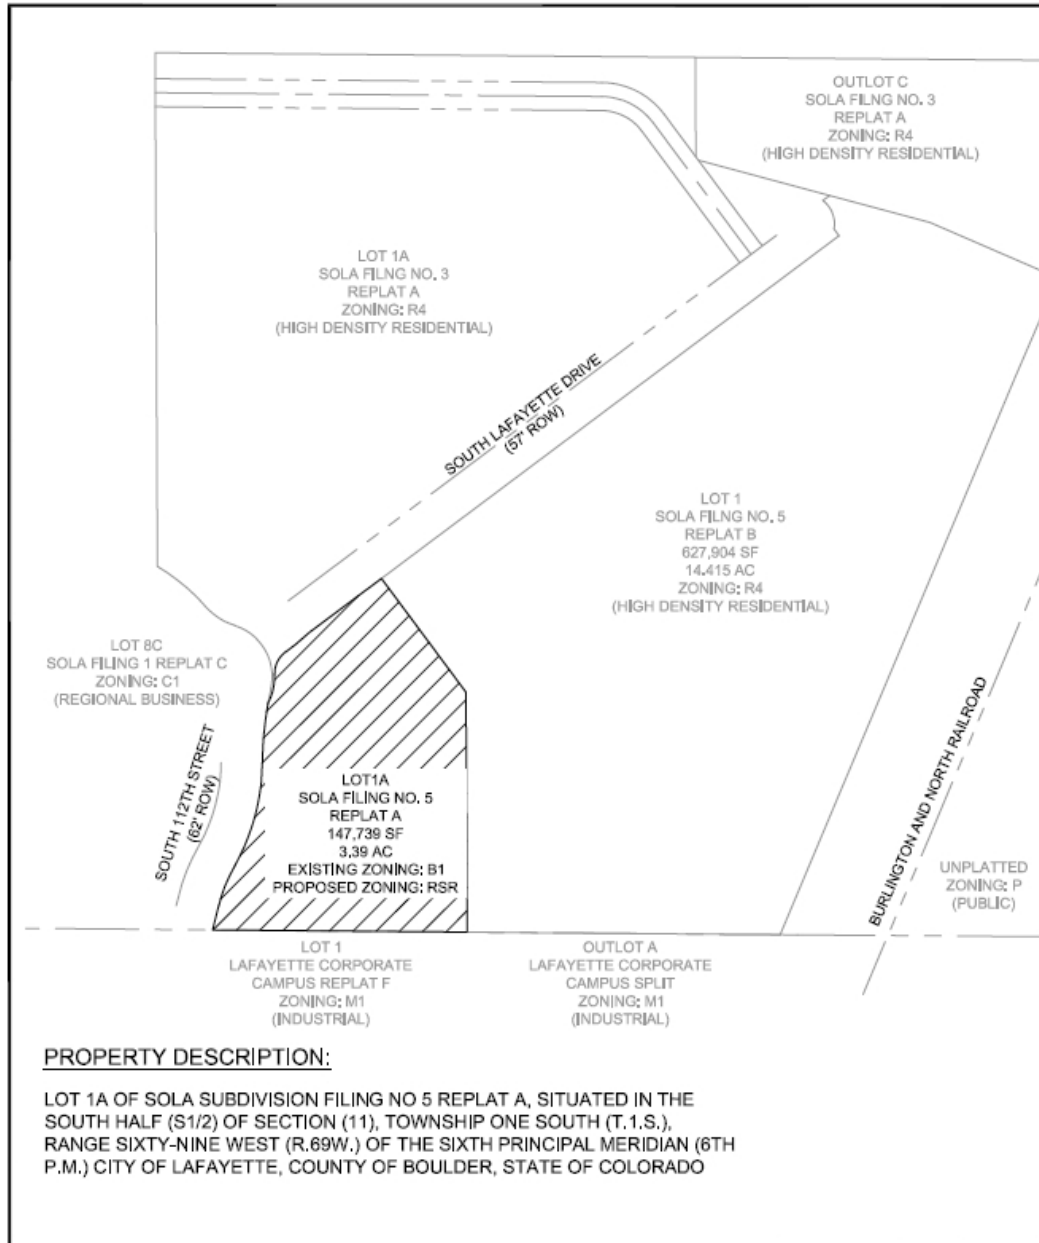 OUTLOT C
SOLA FILNG NO. 3
REPLAT A
ZONING: R4
(HIGH DENSITY RESIDENTIAL)
LOT 1A
SOLA FILNG NO. 3
REPLAT A
ZONING: R4
(HIGH DENSITY RESIDENTIAL)
SOUTH LAFAYETTE DRIVE
(57' ROW)
LOT 1
SOLA FILNG NO. 5
REPLAT B
627,904 SF
14.415 AC
ZONING: R4
(HIGH DENSITY RESIDENTIAL)
LOT 8C
SOLA FILING 1 REPLAT C
ZONING: C1
(REGIONAL BUSINESS)
SOUTH 112TH STREET
(62' ROW)
LOT1A
SOLA FILING NO. 5
REPLAT A
147,739 SF
3.39 AC
EXISTING ZONING: B1
PROPOSED ZONING: RSR
BURLINGTON AND NORTH RAILROAD
UNPLATTED
ZONING: P
(PUBLIC)
LOT 1
LAFAYETTE CORPORATE
CAMPUS REPLAT F
ZONING: M1
(INDUSTRIAL)
OUTLOT A
LAFAYETTE CORPORATE
CAMPUS SPLIT
ZONING: M1
(INDUSTRIAL)
PROPERTY DESCRIPTION:
LOT 1A OF SOLA SUBDIVISION FILING NO 5 REPLAT A, SITUATED IN THE
SOUTH HALF (S1/2) OF SECTION (11), TOWNSHIP ONE SOUTH (T.1.S.),
RANGE SIXTY-NINE WEST (R.69W.) OF THE SIXTH PRINCIPAL MERIDIAN (6TH
P.M.) CITY OF LAFAYETTE, COUNTY OF BOULDER, STATE OF COLORADO